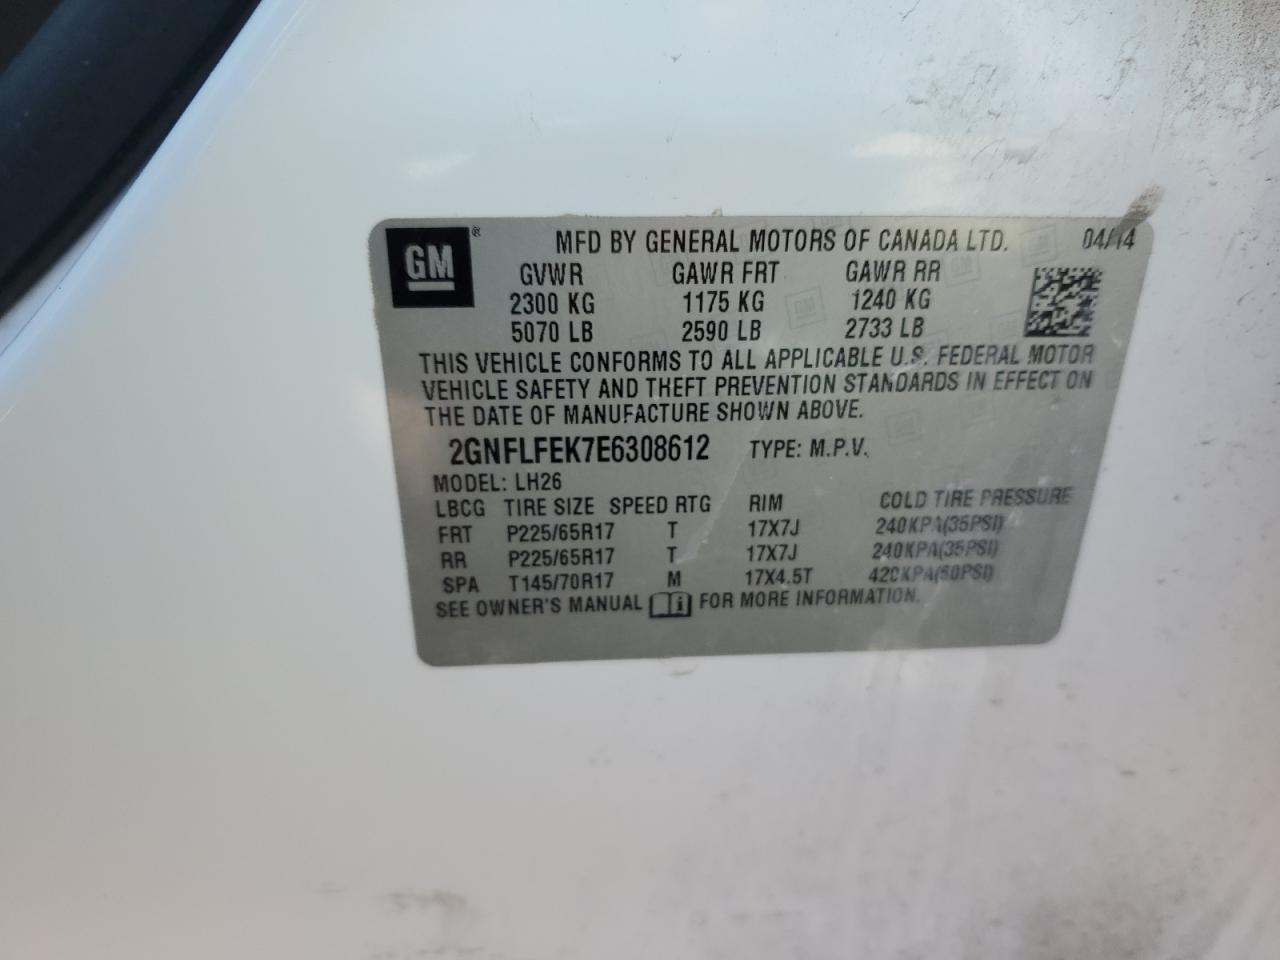 GM ® MFD BY GENERAL MOTORS OF CANADA LTD. 04/14
GVWR GAWR FRT GAWR RR
2300 KG 1175 KG 1240 KG
5070 LB 2590 LB 2733 LB
THIS VEHICLE CONFORMS TO ALL APPLICABLE U.S. FEDERAL MOTOR
VEHICLE SAFETY AND THEFT PREVENTION STANDARDS IN EFFECT ON
THE DATE OF MANUFACTURE SHOWN ABOVE.
2GNFLFEK7E6308612 TYPE: M.P.V.
MODEL: LH26
LBCG TIRE SIZE SPEED RTG RIM COLD TIRE PRESSURE
FRT P225/65R17 T 17X7J 240KPA(35PSI)
RR P225/65R17 T 17X7J 240KPA(35PSI)
SPA T145/70R17 M 17X4.5T 420KPA(60PSI)
SEE OWNER'S MANUAL i FOR MORE INFORMATION.